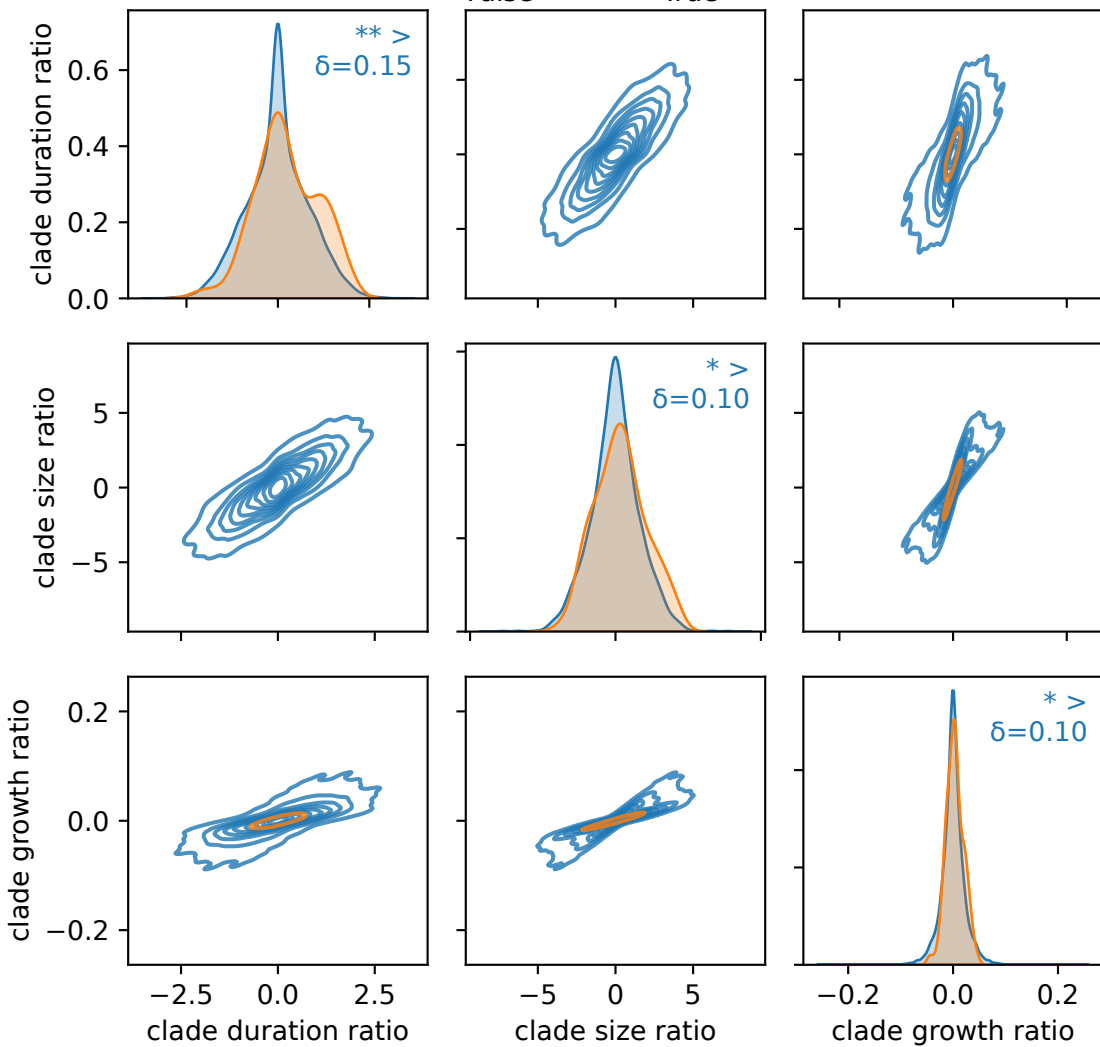 True
clade duration ratio
0.6
0.4
0.2
0.0
** >
δ=0.15
clade size ratio
5
0
−5
* >
δ=0.10
clade growth ratio
0.2
0.0
−0.2
* >
δ=0.10
−2.5 0.0 2.5
−5 0 5
−0.2 0.0 0.2
clade duration ratio
clade size ratio
clade growth ratio